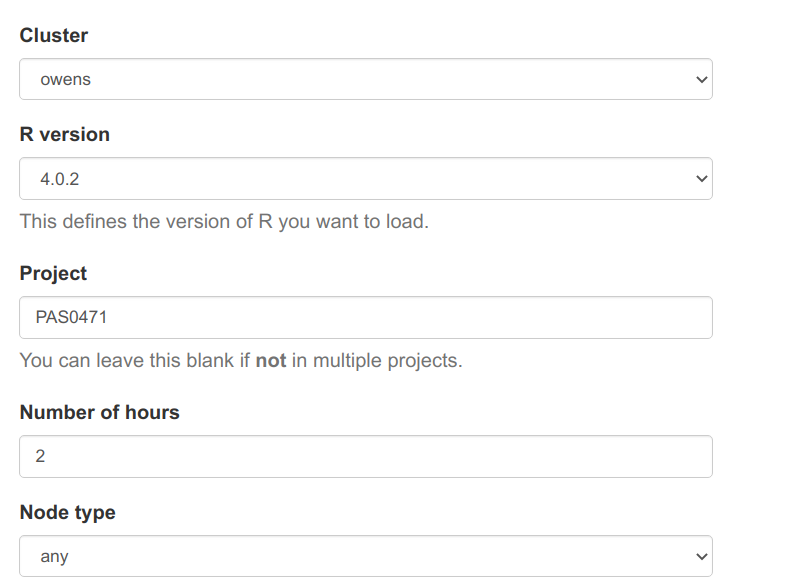 Cluster
owens
R version
4.0.2
This defines the version of R you want to load.
Project
PAS0471
You can leave this blank if not in multiple projects.
Number of hours
2
Node type
any